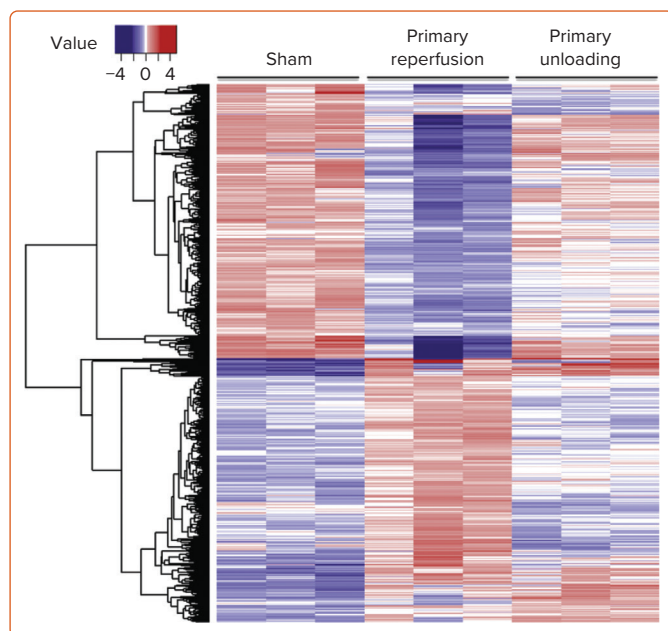 Value
−4 0 4
Sham
Primary
reperfusion
Primary
unloading